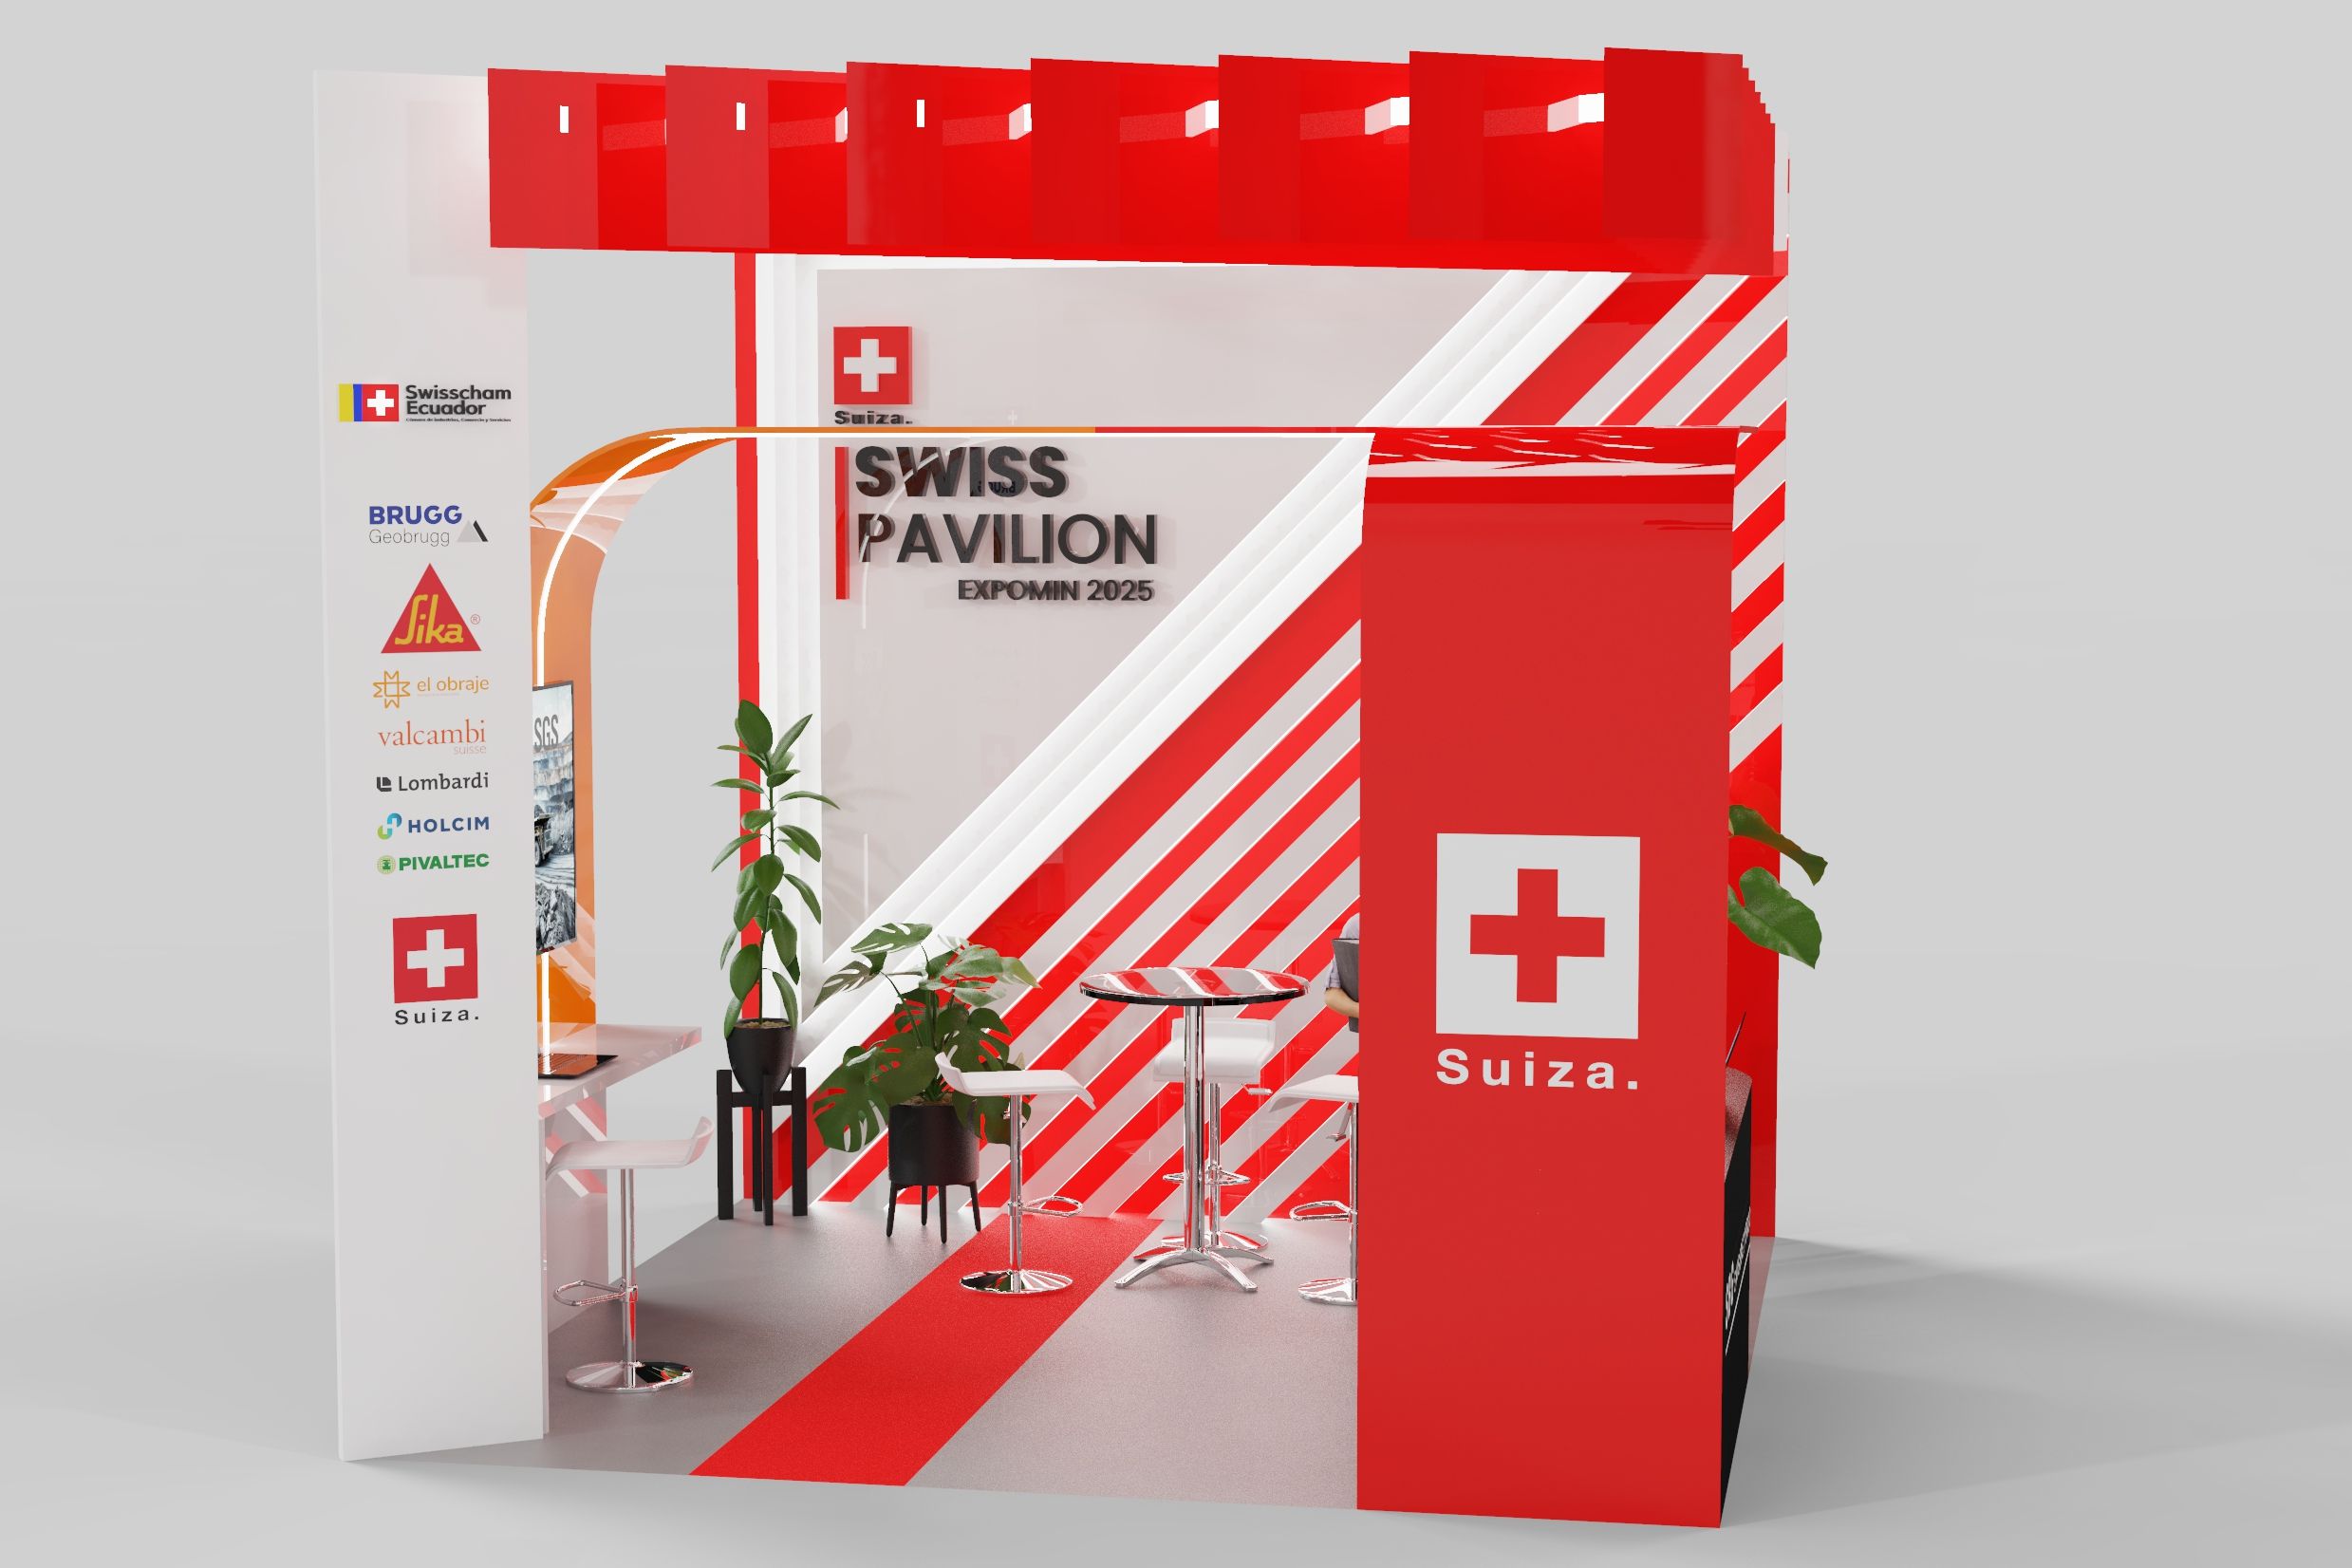 Swisscham
Ecuador
BRUGG
Geobrugg
Sika®
el obraje
valcambi
suisse
Lombardi
HOLCIM
PIVALTEC
Suiza.
SGS
Suiza.
SWISS
PAVILION
EXPOMIN 2025
Suiza.